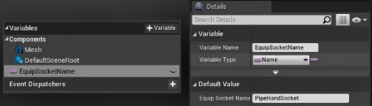 Variables
+ Variable
Components
Mesh
DefaultSceneRoot
EquipSocketName
Event Dispatchers
Details
Search Details
Variable
Variable Name EquipSocketName
Variable Type Name
Default Value
Equip Socket Name PipeHandSocket